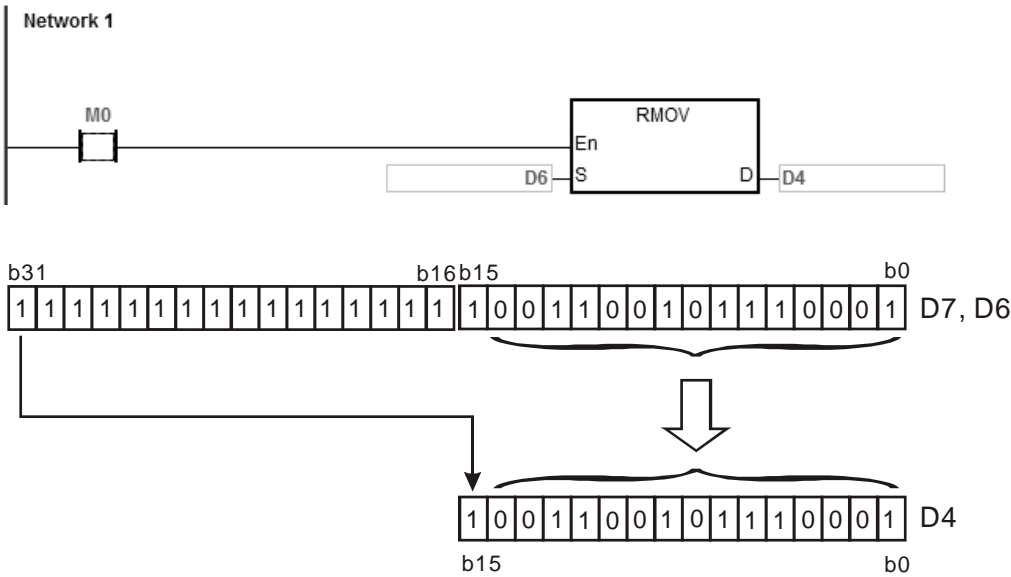 Network 1
M0
RMOV
En
D6 S D D4
b31 b16 b15 b0
1 1 1 1 1 1 1 1 1 1 1 1 1 1 1 1 1 0 0 1 1 0 0 1 0 1 1 1 0 0 0 1 D7, D6
1 0 0 1 1 0 0 1 0 1 1 1 0 0 0 1 D4
b15 b0